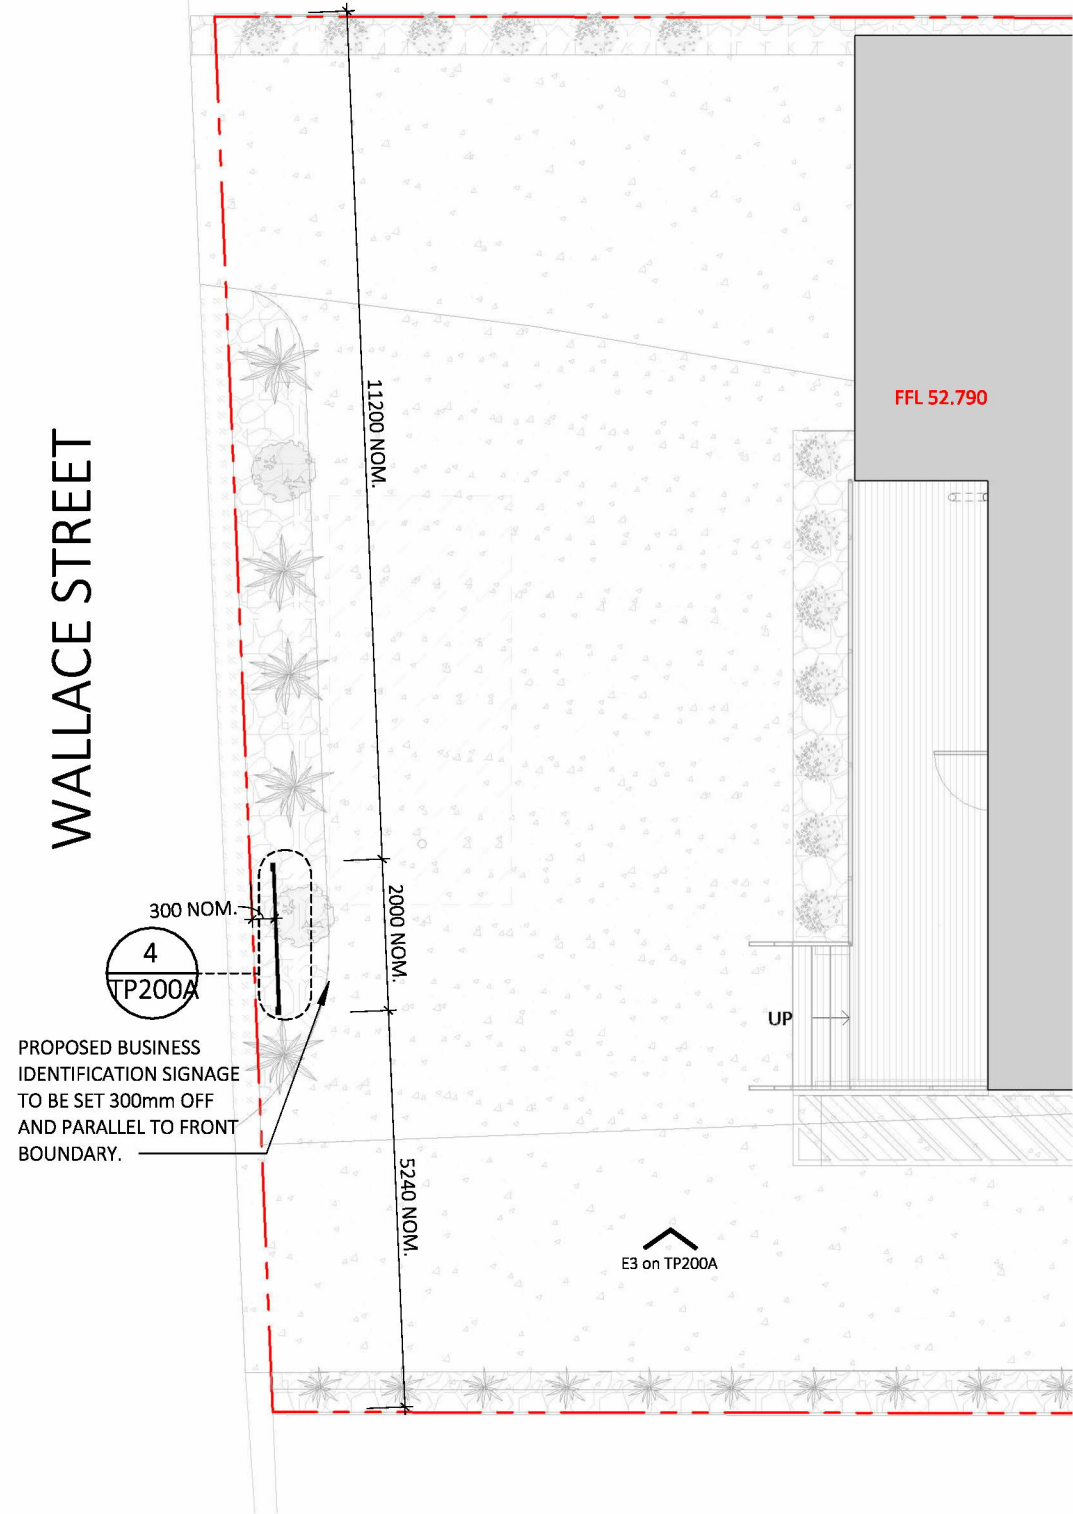 11200 NOM.
FFL 52.790
WALLACE STREET
300 NOM.
2000 NOM.
4
TP200A
UP
PROPOSED BUSINESS
IDENTIFICATION SIGNAGE
TO BE SET 300mm OFF
AND PARALLEL TO FRONT
BOUNDARY.
5240 NOM.
E3 on TP200A